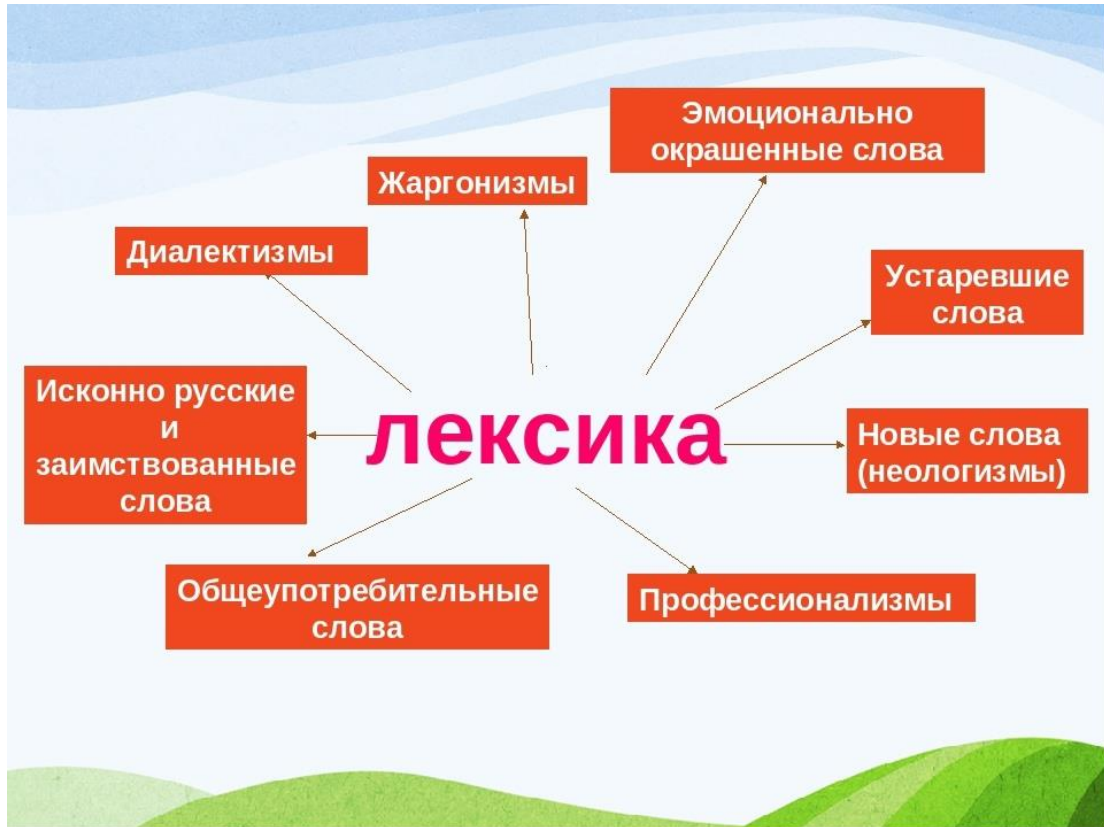 Эмоционально
окрашенные слова
Жаргонизмы
Диалектизмы
Устаревшие
слова
Исконно русские
и
заимствованные
слова
лексика
Новые слова
(неологизмы)
Общеупотребительные
слова
Профессионализмы